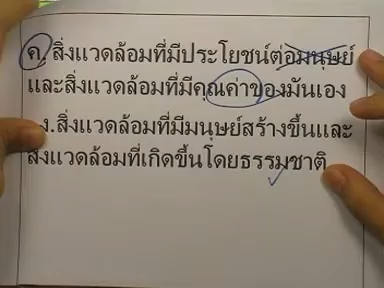 ค. สิ่งแวดล้อมที่มีประโยชน์ต่อมนุษย์
และสิ่งแวดล้อมที่มีคุณค่าของมันเอง
ง.สิ่งแวดล้อมที่มีมนุษย์สร้างขึ้นและ
สิ่งแวดล้อมที่เกิดขึ้นโดยธรรมชาติ